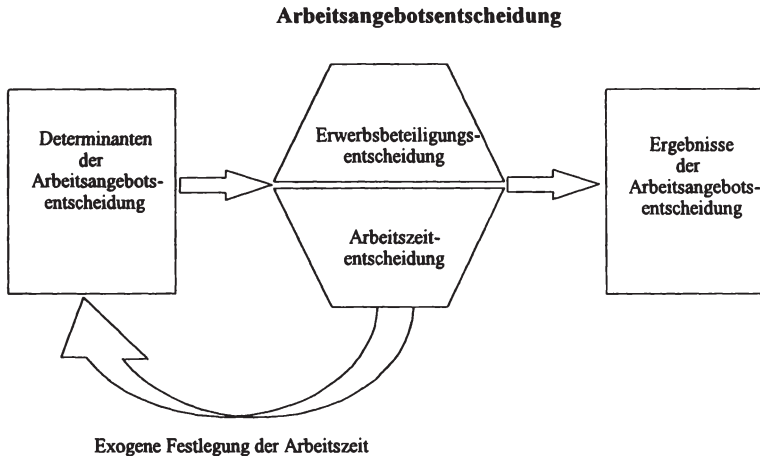 Arbeitsangebotsentscheidung
Determinanten
der
Arbeitsangebots-
entscheidung
Erwerbsbeteiligungs-
entscheidung
Arbeitszeit-
entscheidung
Ergebnisse
der
Arbeitsangebots-
entscheidung
Exogene Festlegung der Arbeitszeit